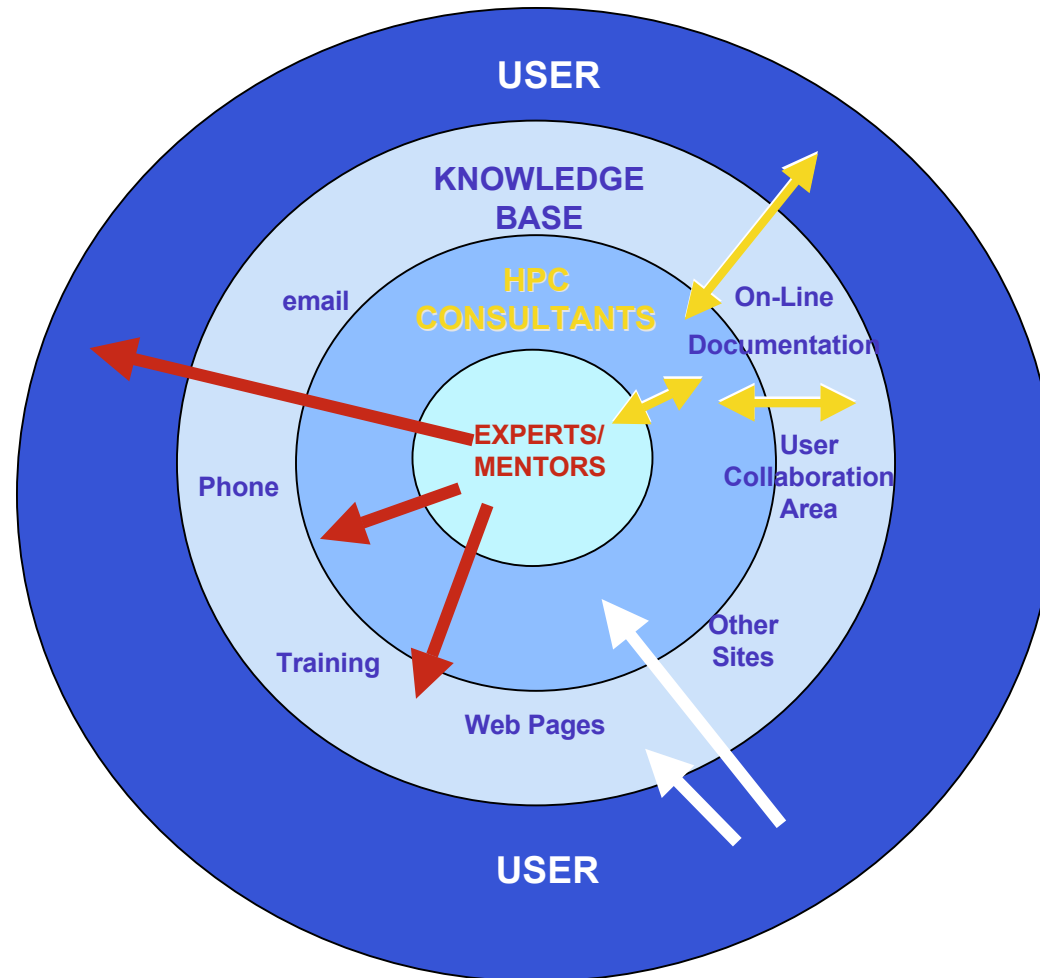 USER
KNOWLEDGE
BASE
HPC
CONSULTANTS
email
On-Line
Documentation
EXPERTS/
MENTORS
User
Collaboration
Area
Phone
Other
Sites
Training
Web Pages
USER